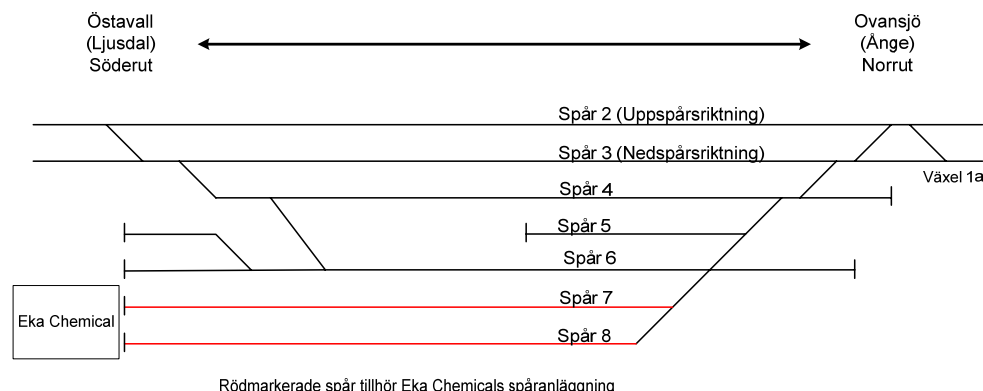 Östavall
(Ljusdal)
Söderut
Ovansjö
(Ånge)
Norrut
Spår 2 (Uppspårsriktning)
Spår 3 (Nedspårsriktning)
Växel 1a
Spår 4
Spår 5
Spår 6
Spår 7
Eka Chemical
Spår 8
Rödmarkerade spår tillhör Eka Chemicals spåranläggning